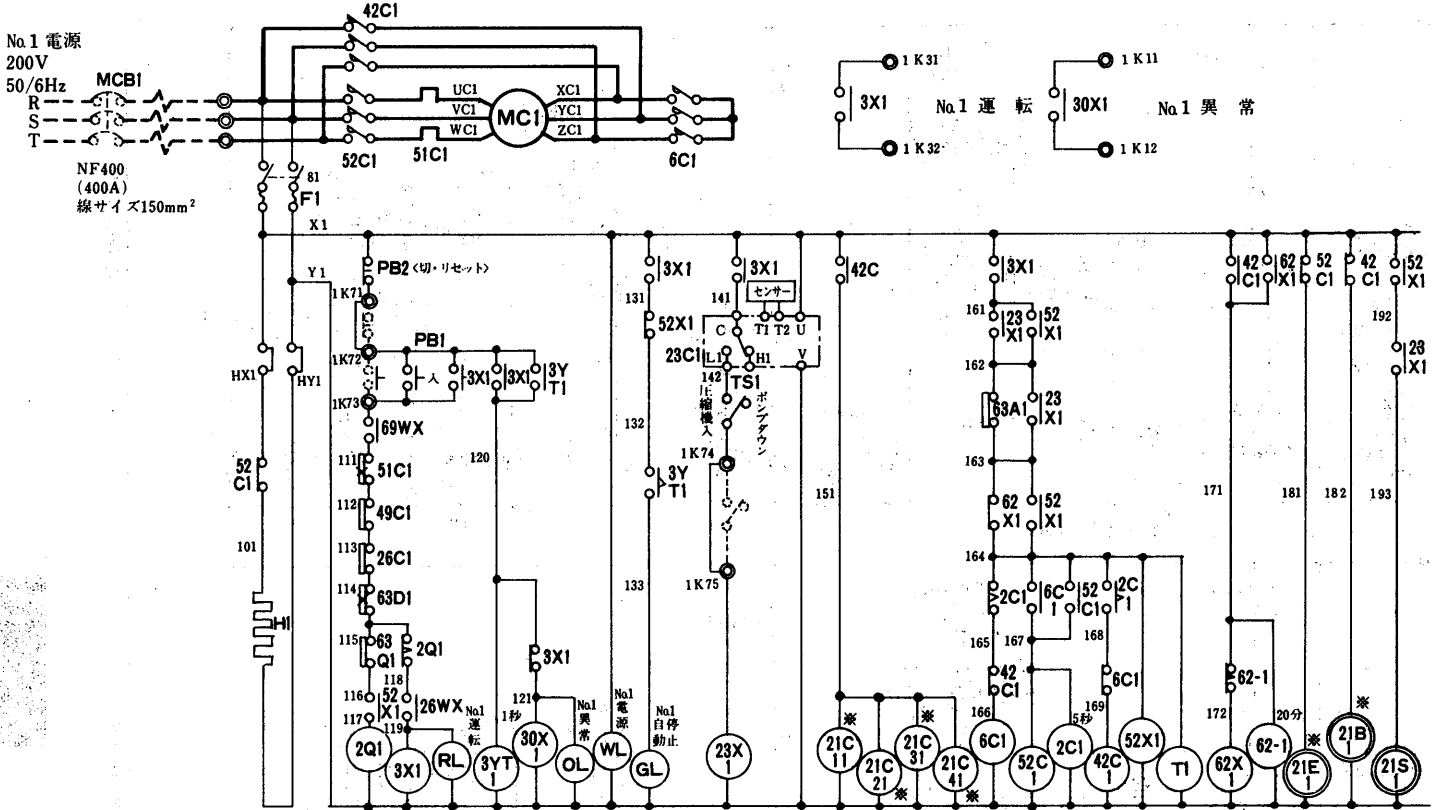 No.1 電源
200V
50/6Hz
MCB1
R
S
T
NF400
(400A)
線サイズ150mm²
42C1
UC1
VC1
WC1
MC1
XC1
YC1
ZC1
52C1
51C1
6C1
1K31
3X1
No.1 運転
1K32
1K11
30X1
No.1 異常
1K12
81
F1
X1
Y1
HX1
HY1
52
C1
101
H1
PB2〈切・リセット〉
1K71
1K72
1K73
PB1
入
3X1
3X1
3Y
T1
69WX
111
51C1
112
49C1
113
26C1
114
63D1
115
63
Q1
2Q1
116
52
X1
117
118
26WX
119
2Q1
3X1
RL
No.1運転
120
3YT
1
1秒
3X1
121
30X
1
OL
No.1異常
WL
No.1電源
3X1
131
52X1
132
3Y
T1
133
GL
No.1自動停止
3X1
141
センサー
C
T1
T2
U
23C1
L1
H1
V
142
TS1
圧縮機入
ポンプダウン
1K74
1K75
23X
1
42C
151
21C
11
21C
21
※
21C
31
※
21C
41
※
※
3X1
161
23
X1
52
X1
162
63A1
23
X1
163
62
X1
52
X1
164
2C1
6C
1
52
C1
2C
1
165
167
168
42
C1
6C1
166
169
6C1
52C
1
5秒
2C1
42C
1
52X1
T1
42
C1
62
X1
171
62-1
172
62X
1
20分
62-1
52
C1
181
※
21E
1
42
C1
182
※
21B
1
52
X1
192
23
X1
193
21S
1